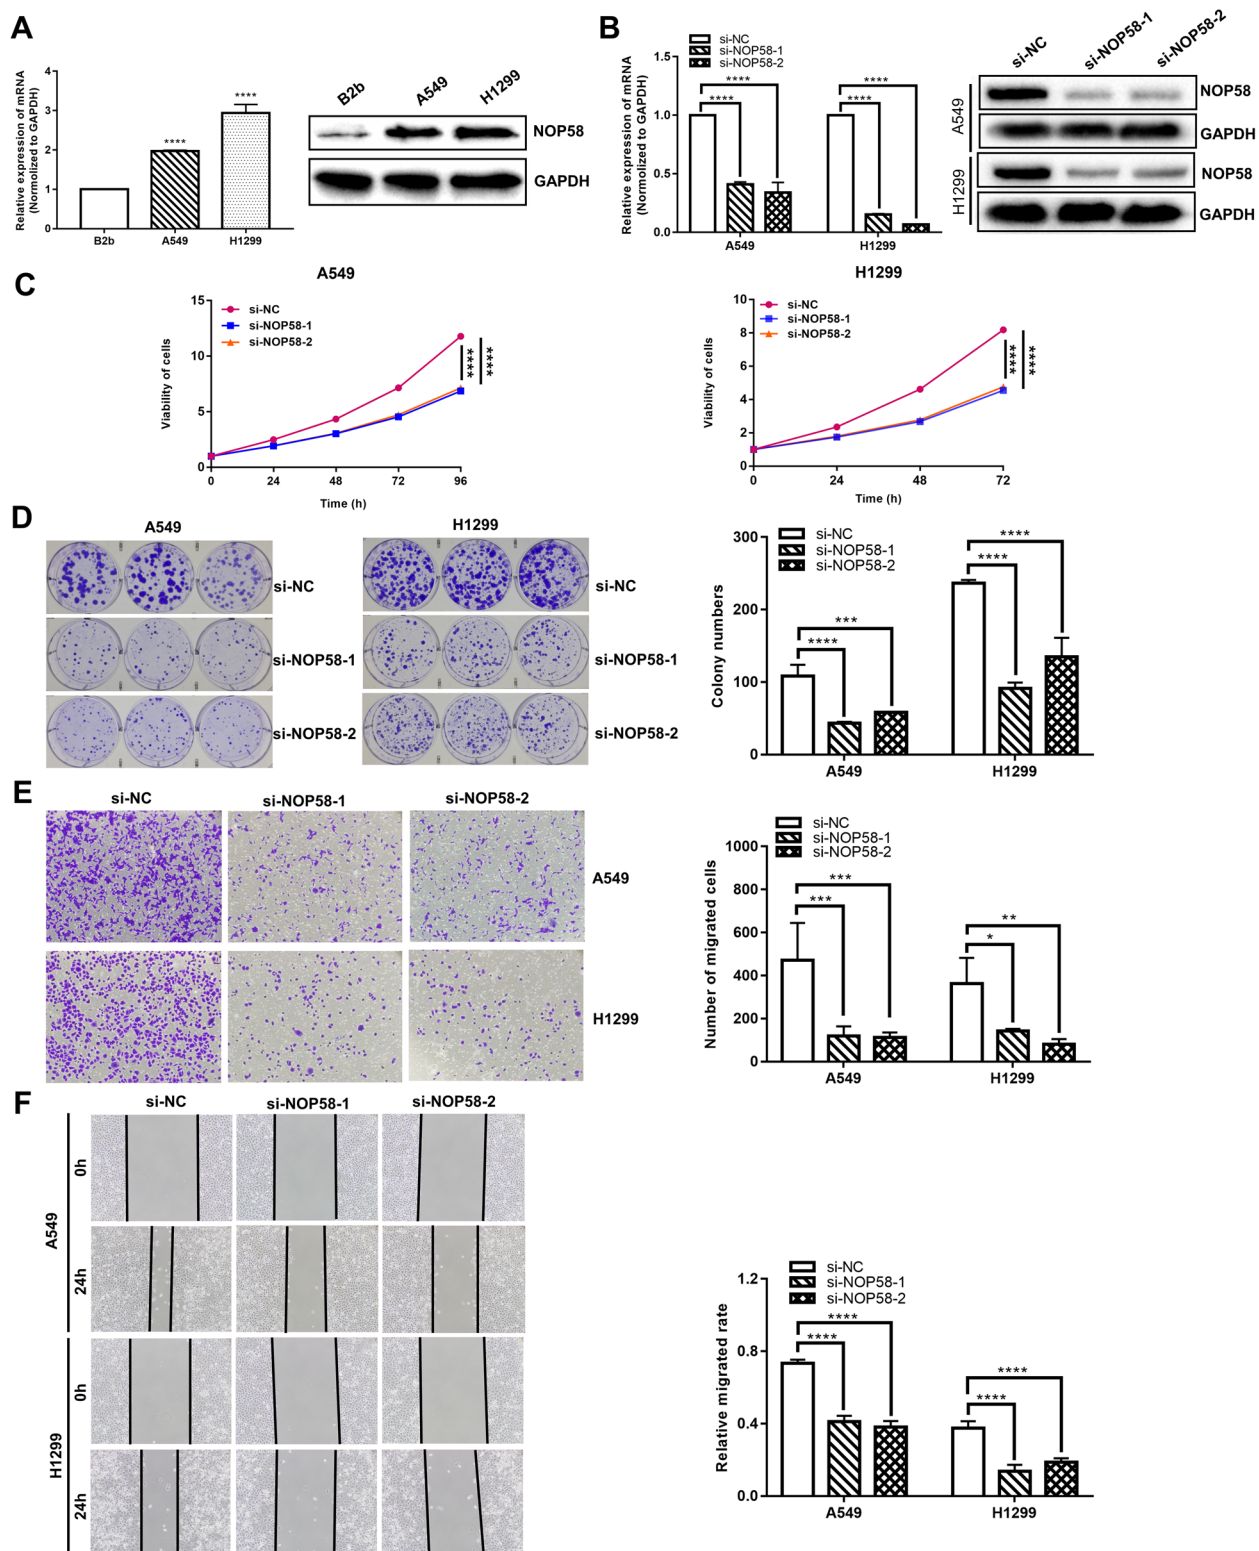 A
Relative expression of mRNA
(Normolized to GAPDH)
4
3
2
1
0
****
****
B2b
A549
H1299
B2b
A549
H1299
NOP58
GAPDH
B
si-NC
si-NOP58-1
si-NOP58-2
Relative expression of mRNA
(Normolized to GAPDH)
1.5
1.0
0.5
0.0
****
****
****
****
A549
H1299
si-NC
si-NOP58-1
si-NOP58-2
A549
H1299
NOP58
GAPDH
NOP58
GAPDH
C
A549
si-NC
si-NOP58-1
si-NOP58-2
Viability of cells
15
10
5
0
0
24
48
72
96
Time (h)
****
****
H1299
si-NC
si-NOP58-1
si-NOP58-2
Viability of cells
10
8
6
4
2
0
0
24
48
72
Time (h)
****
****
D
A549
H1299
si-NC
si-NOP58-1
si-NOP58-2
si-NC
si-NOP58-1
si-NOP58-2
si-NC
si-NOP58-1
si-NOP58-2
Colony numbers
300
200
100
0
***
****
****
****
A549
H1299
E
si-NC
si-NOP58-1
si-NOP58-2
A549
H1299
si-NC
si-NOP58-1
si-NOP58-2
Number of migrated cells
1000
800
600
400
200
0
***
***
**
*
A549
H1299
F
si-NC
si-NOP58-1
si-NOP58-2
A549
0h
24h
H1299
0h
24h
si-NC
si-NOP58-1
si-NOP58-2
Relative migrated rate
1.2
0.8
0.4
0.0
****
****
****
****
A549
H1299